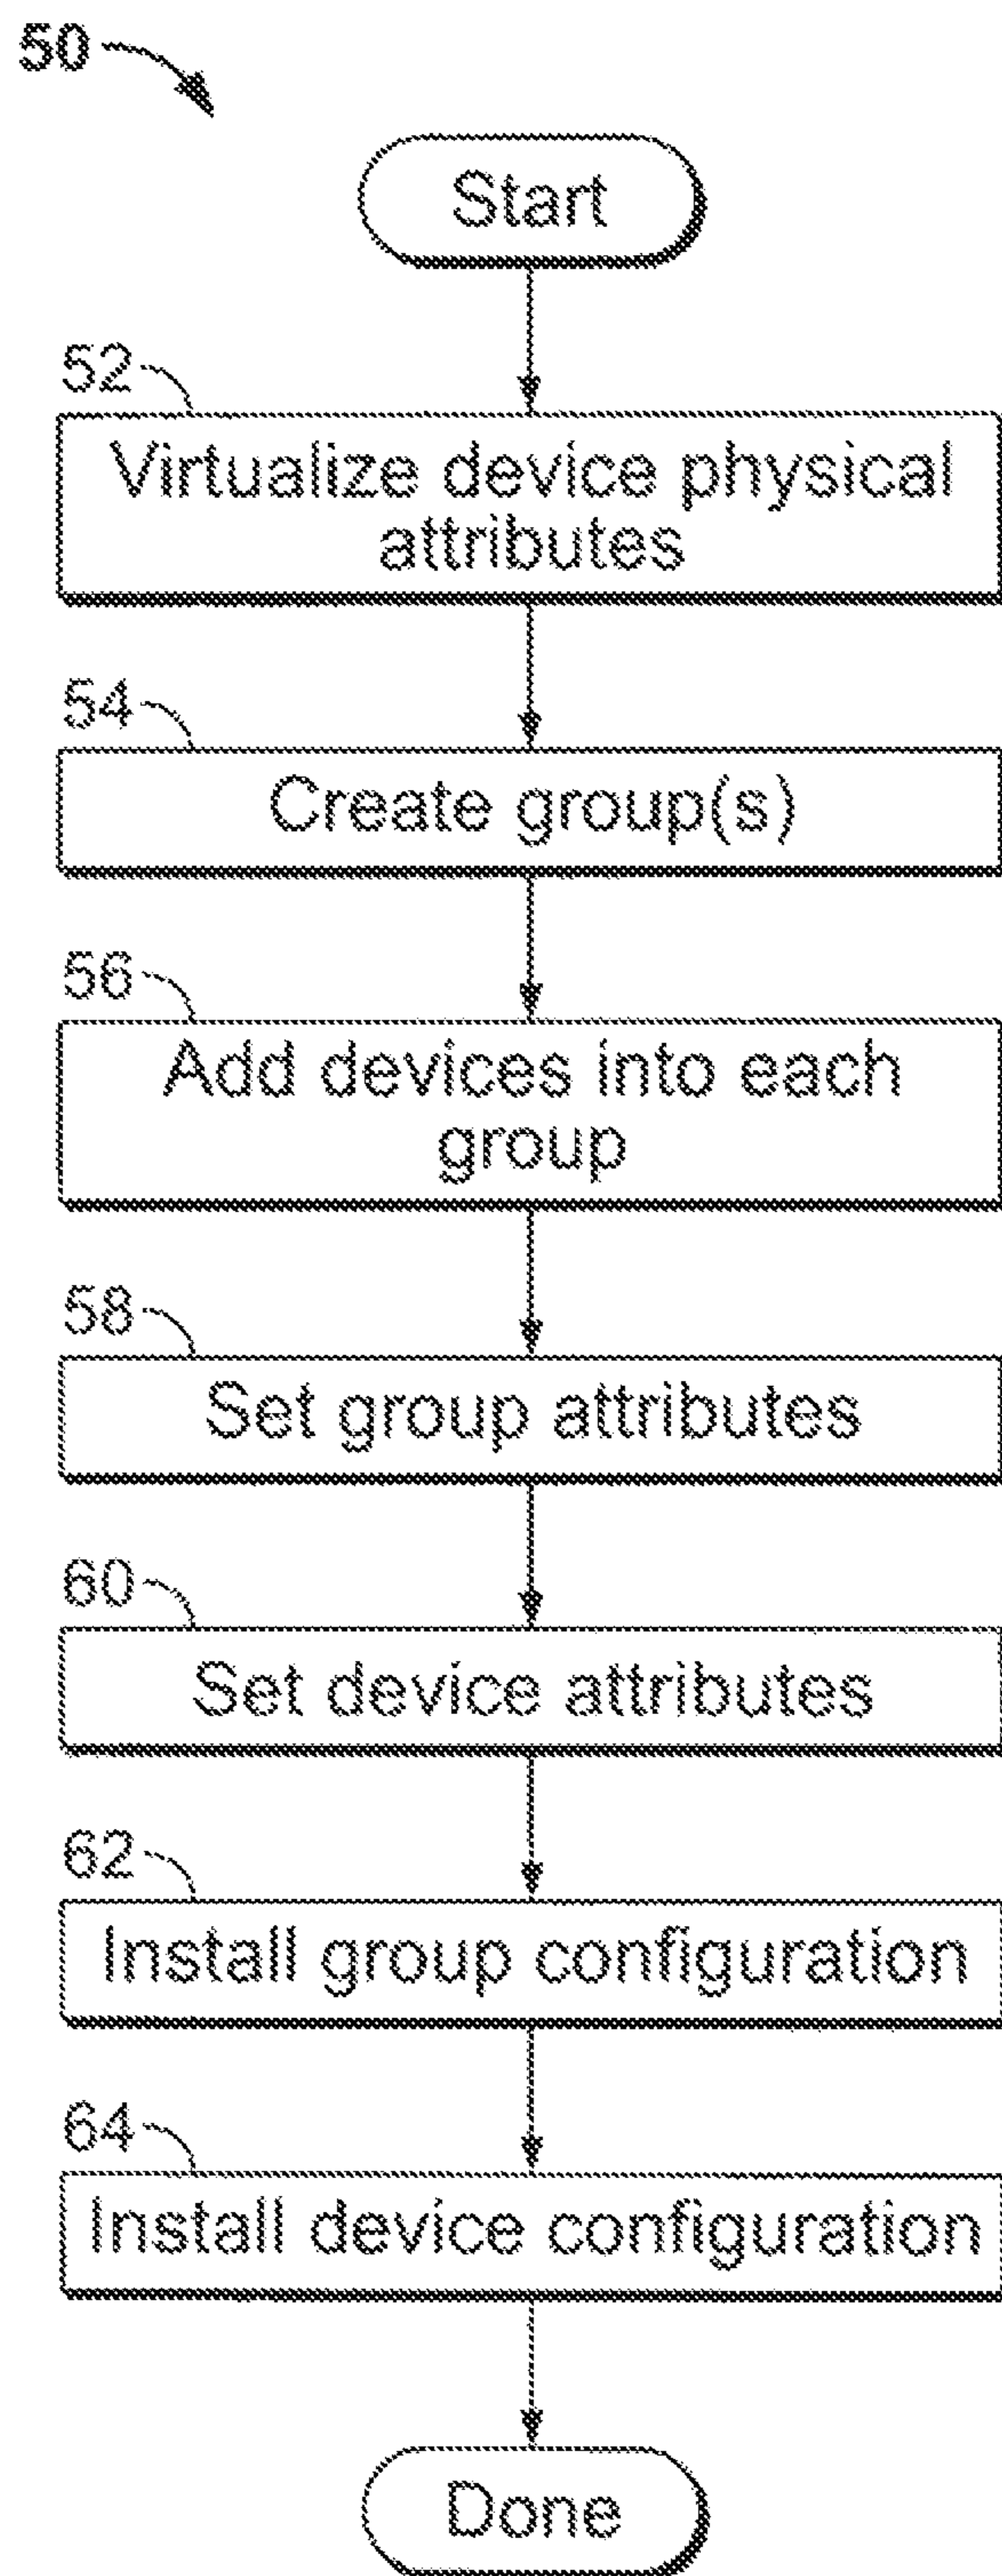 50
Start
52
Virtualize device physical
attributes
54
Create group(s)
56
Add devices into each
group
58
Set group attributes
60
Set device attributes
62
Install group configuration
64
Install device configuration
Done